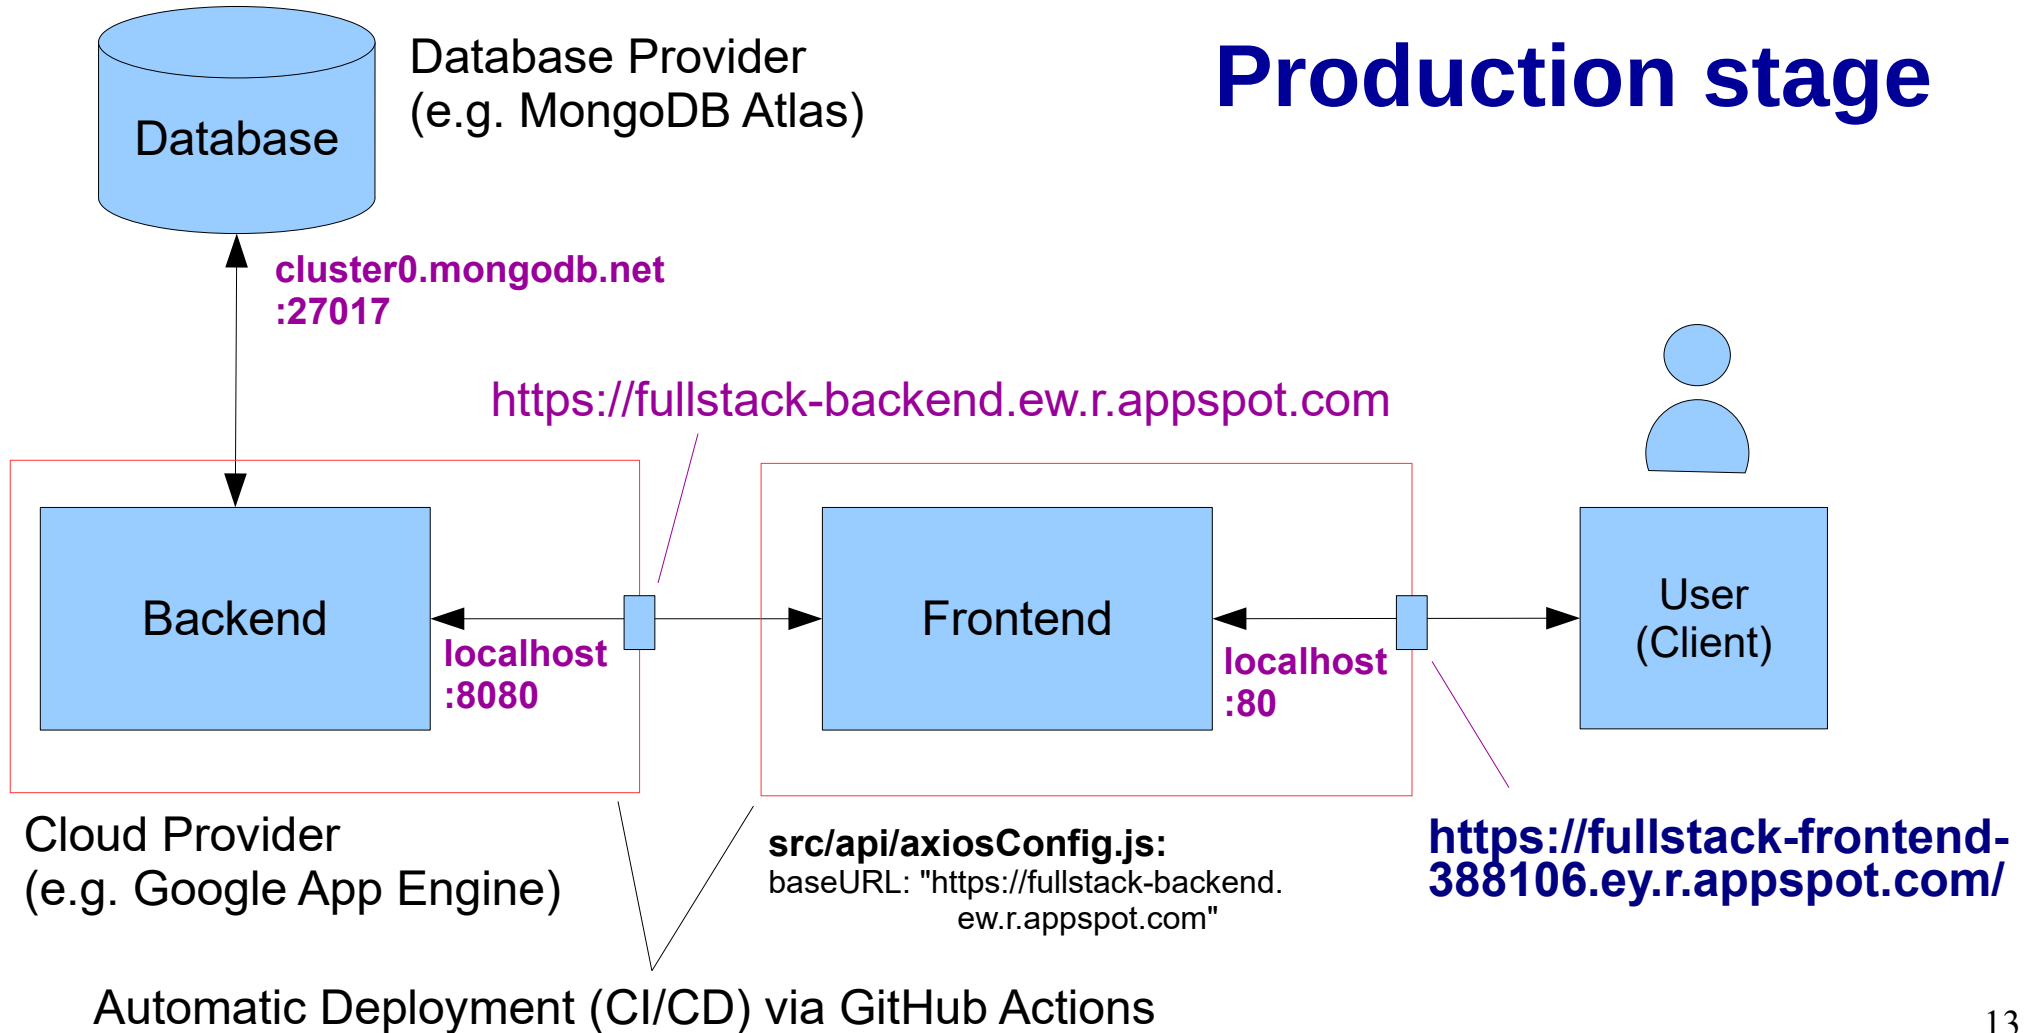 Production stage
Database Provider
(e.g. MongoDB Atlas)
Database
cluster0.mongodb.net
:27017
https://fullstack-backend.ew.r.appspot.com
Backend
localhost
:8080
Frontend
localhost
:80
User
(Client)
Cloud Provider
(e.g. Google App Engine)
src/api/axiosConfig.js:
baseURL: "https://fullstack-backend.
ew.r.appspot.com"
https://fullstack-frontend-
388106.ey.r.appspot.com/
Automatic Deployment (CI/CD) via GitHub Actions
13